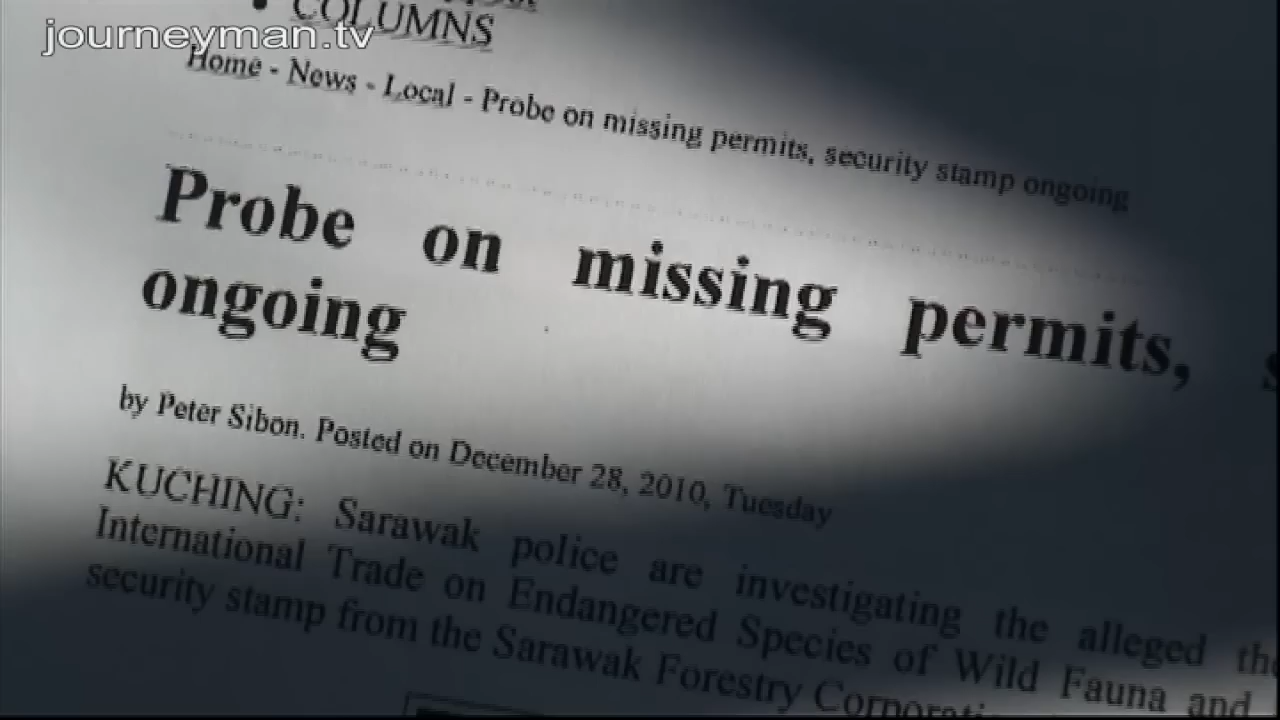 COLUMNS
journeyman.tv
Home - News - Local - Probe on missing permits, security stamp ongoing
Probe on missing permits,
ongoing
by Peter Sibon. Posted on December 28, 2010, Tuesday
KUCHING: Sarawak police are investigating the alleged
International Trade on Endangered Species of Wild Fauna and
security stamp from the Sarawak Forestry